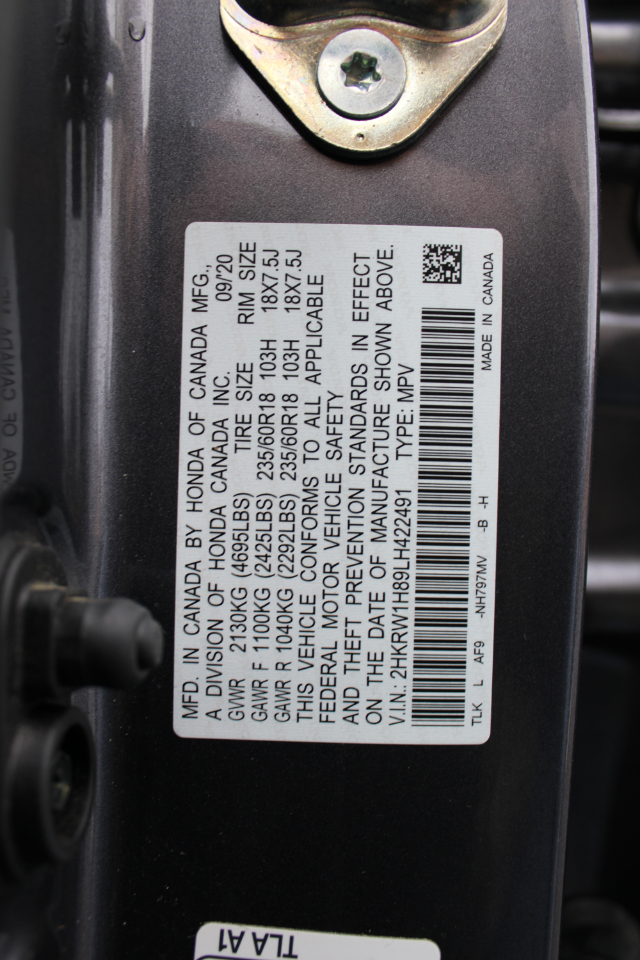 MFD. IN CANADA BY HONDA OF CANADA MFG.,
A DIVISION OF HONDA CANADA INC. 09/20
GVWR 2130KG (4695LBS) TIRE SIZE RIM SIZE
GAWR F 1100KG (2425LBS) 235/60R18 103H 18X7.5J
GAWR R 1040KG (2292LBS) 235/60R18 103H 18X7.5J
THIS VEHICLE CONFORMS TO ALL APPLICABLE
FEDERAL MOTOR VEHICLE SAFETY
AND THEFT PREVENTION STANDARDS IN EFFECT
ON THE DATE OF MANUFACTURE SHOWN ABOVE.
V.I.N.: 2HKRW1H89LH422491 TYPE: MPV
TLK L AF9 -NH797MV -B -H MADE IN CANADA
TLA A1